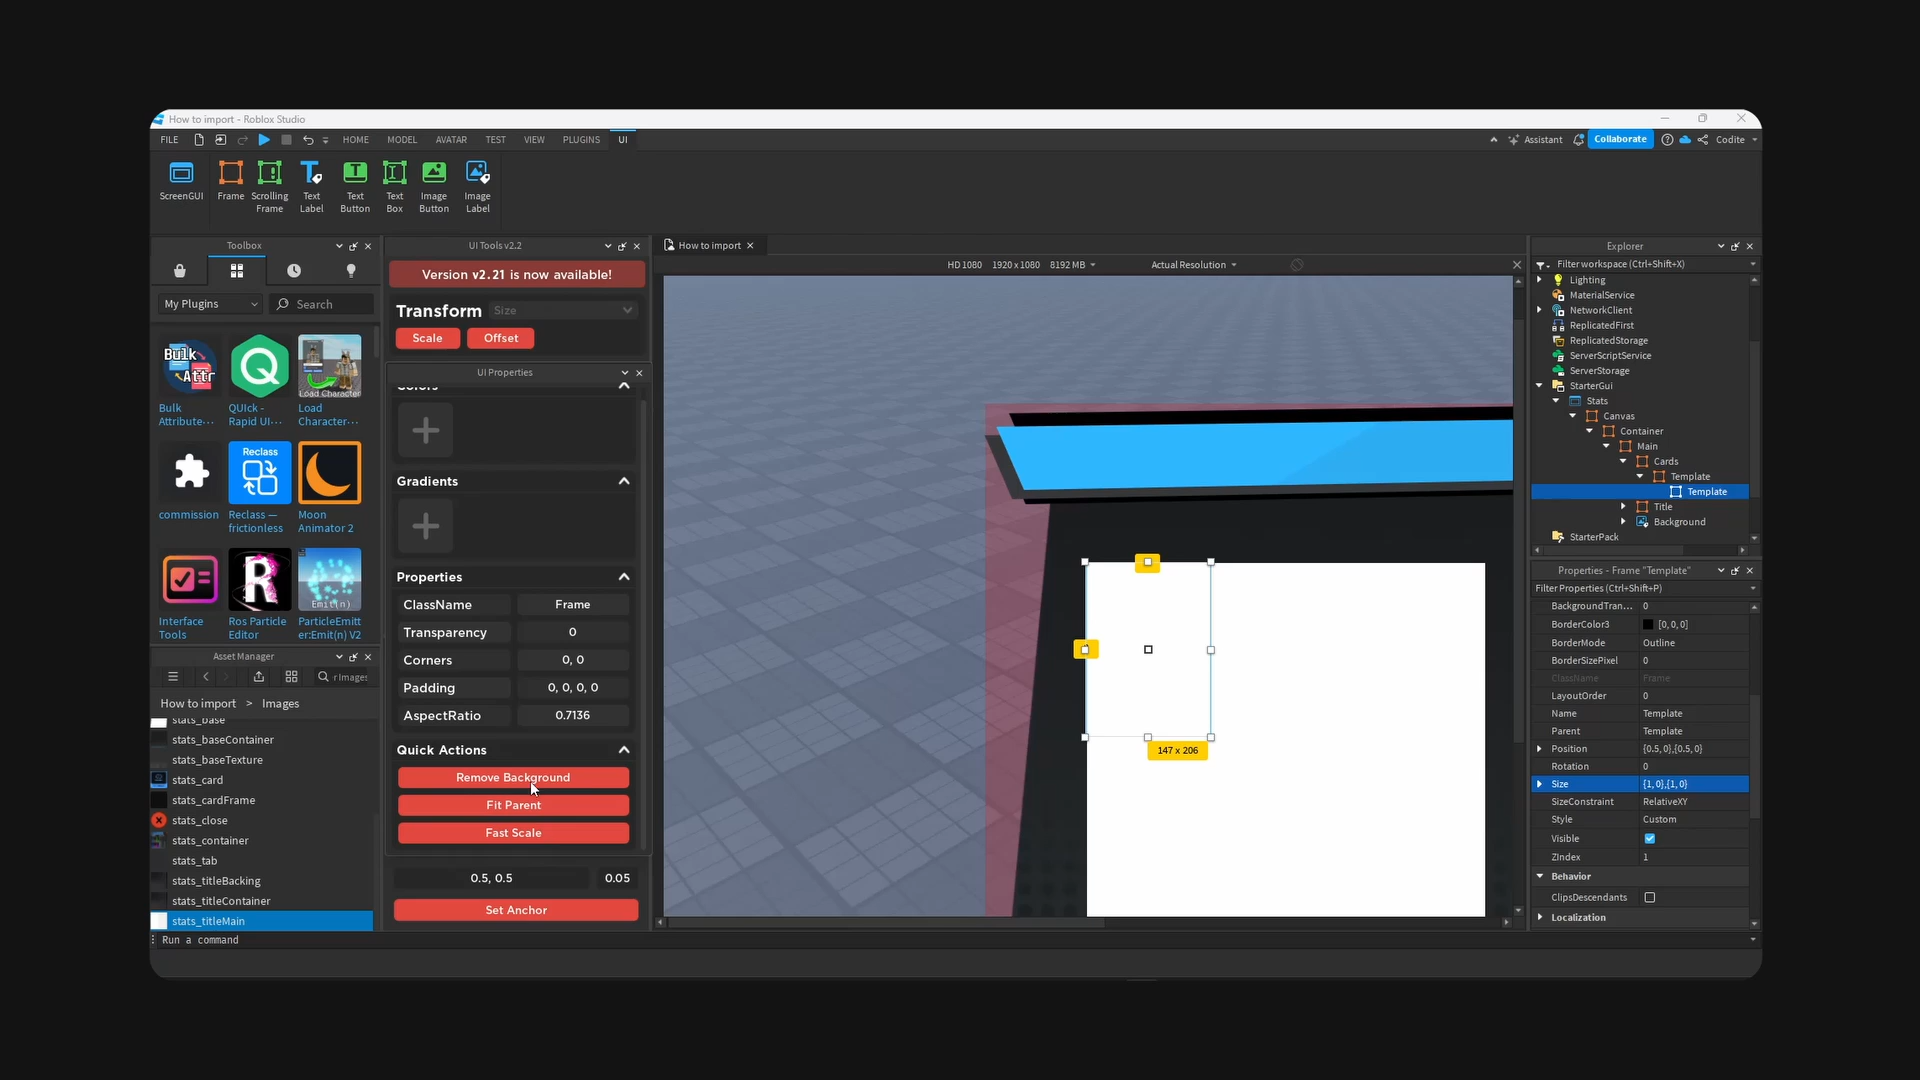 How to import - Roblox Studio
FILE HOME MODEL AVATAR TEST VIEW PLUGINS UI Assistant Collaborate Codite
ScreenGUI
Frame
Scrolling
Frame
Text
Label
Text
Button
Text
Box
Image
Button
Image
Label
Toolbox
My Plugins
Search
Bulk
Attr
Load Character
Bulk
Attribute-··
QUIck -
Rapid UI-··
Load
Character-··
Reclass
commission
Reclass —
frictionless
Moon
Animator 2
Emit(n)
Interface
Tools
Ros Particle
Editor
ParticleEmitt
er:Emit(n) V2
Asset Manager
r Images
How to import > Images
stats_base
stats_baseContainer
stats_baseTexture
stats_card
stats_cardFrame
stats_close
stats_container
stats_tab
stats_titleBacking
stats_titleContainer
stats_titleMain
Run a command
UI Tools v2.2
Version v2.21 is now available!
Transform Size
Scale Offset
UI Properties
Colors
Gradients
Properties
ClassName Frame
Transparency 0
Corners 0, 0
Padding 0, 0, 0, 0
AspectRatio 0.7136
Quick Actions
Remove Background
Fit Parent
Fast Scale
0.5, 0.5 0.05
Set Anchor
How to import
HD 1080 1920 x 1080 8192 MB Actual Resolution
147 x 206
Explorer
Filter workspace (Ctrl+Shift+X)
Lighting
MaterialService
NetworkClient
ReplicatedFirst
ReplicatedStorage
ServerScriptService
ServerStorage
StarterGui
Stats
Canvas
Container
Main
Cards
Template
Template
Title
Background
StarterPack
Properties - Frame "Template"
Filter Properties (Ctrl+Shift+P)
BackgroundTran... 0
BorderColor3 [0, 0, 0]
BorderMode Outline
BorderSizePixel 0
ClassName Frame
LayoutOrder 0
Name Template
Parent Template
Position {0.5, 0},{0.5, 0}
Rotation 0
Size {1, 0},{1, 0}
SizeConstraint RelativeXY
Style Custom
Visible
ZIndex 1
Behavior
ClipsDescendants
Localization